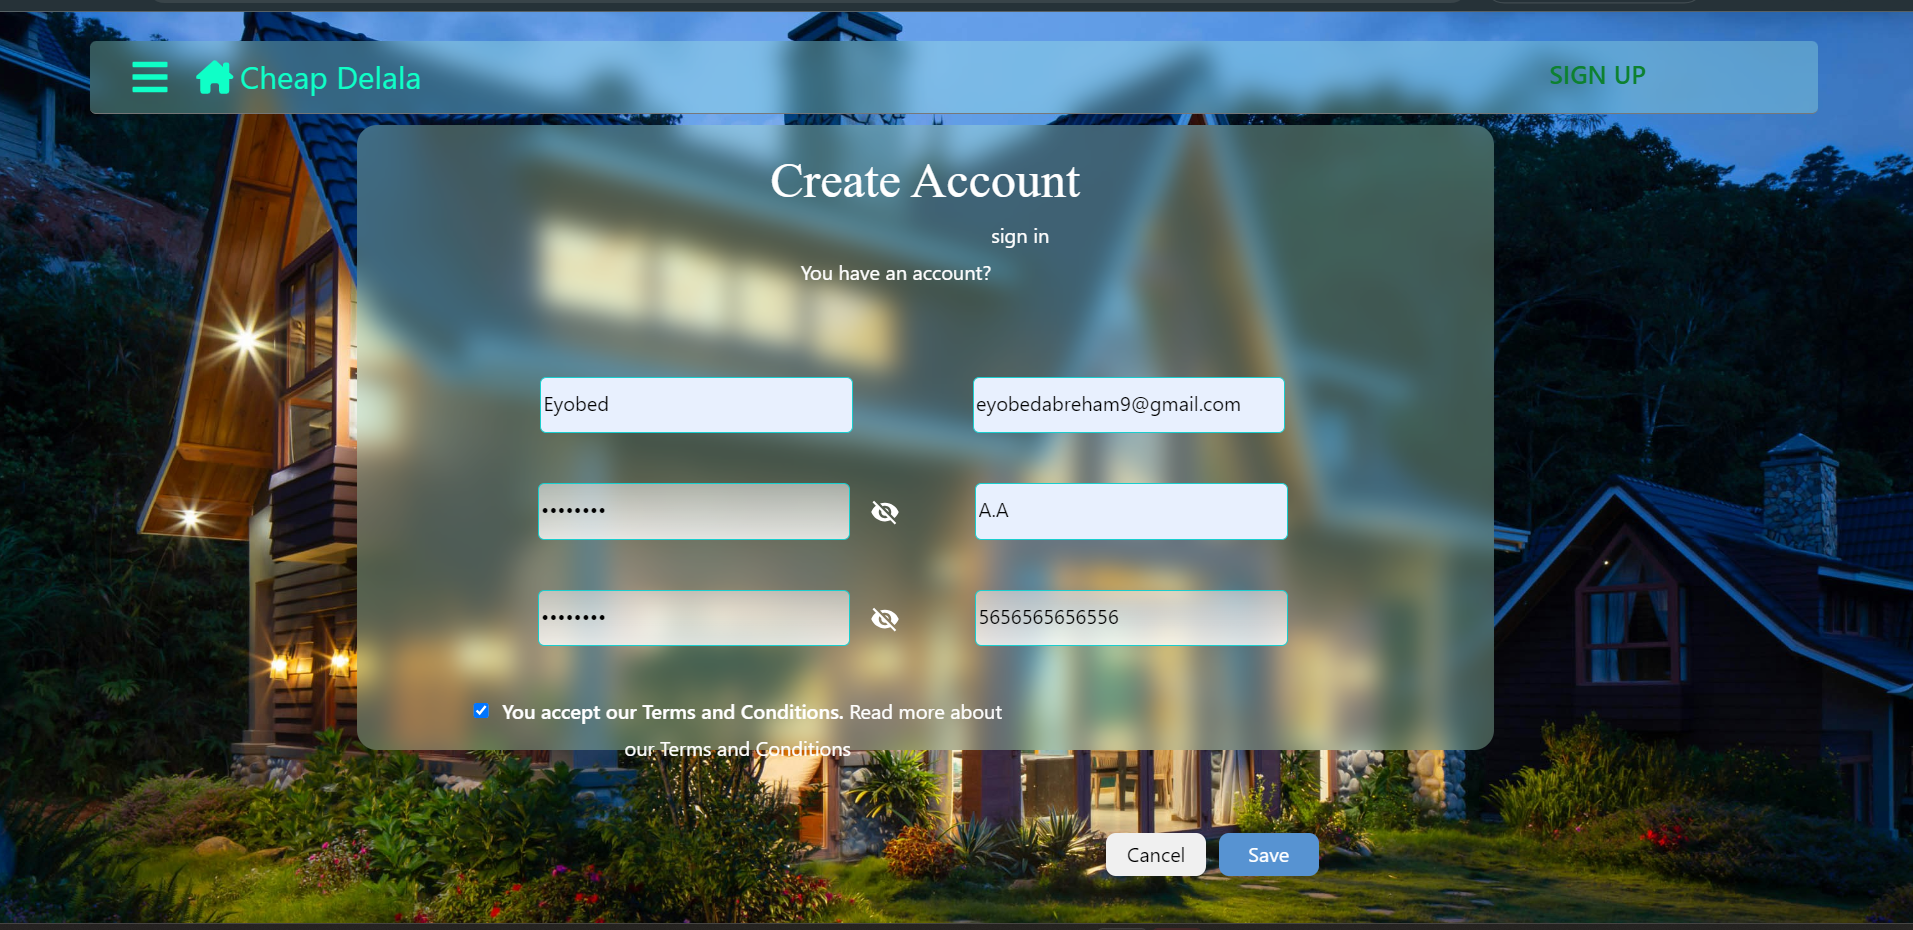 Cheap Delala
SIGN UP
Create Account
sign in
You have an account?
Eyobed
eyobedabreham9@gmail.com
••••••••
A.A
••••••••
5656565656556
You accept our Terms and Conditions. Read more about
our Terms and Conditions
Cancel
Save